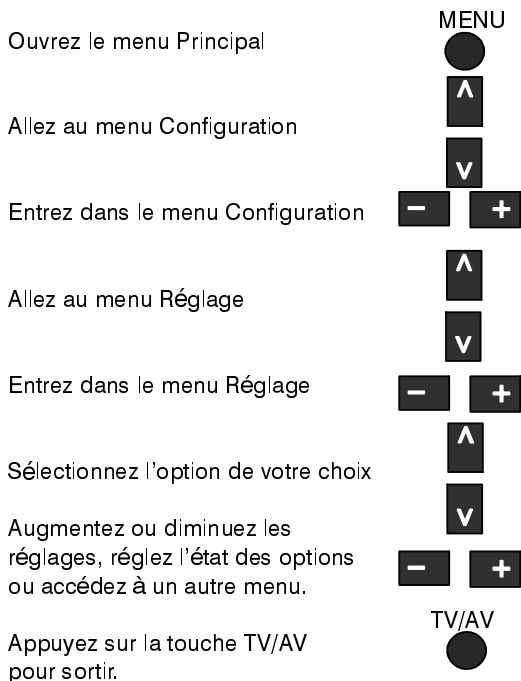 MENU
Ouvrez le menu Principal
^
Allez au menu Configuration
v
Entrez dans le menu Configuration
− +
^
Allez au menu Réglage
v
Entrez dans le menu Réglage
− +
^
Sélectionnez l'option de votre choix
v
Augmentez ou diminuez les
réglages, réglez l'état des options
− +
ou accédez à un autre menu.
TV/AV
Appuyez sur la touche TV/AV
pour sortir.